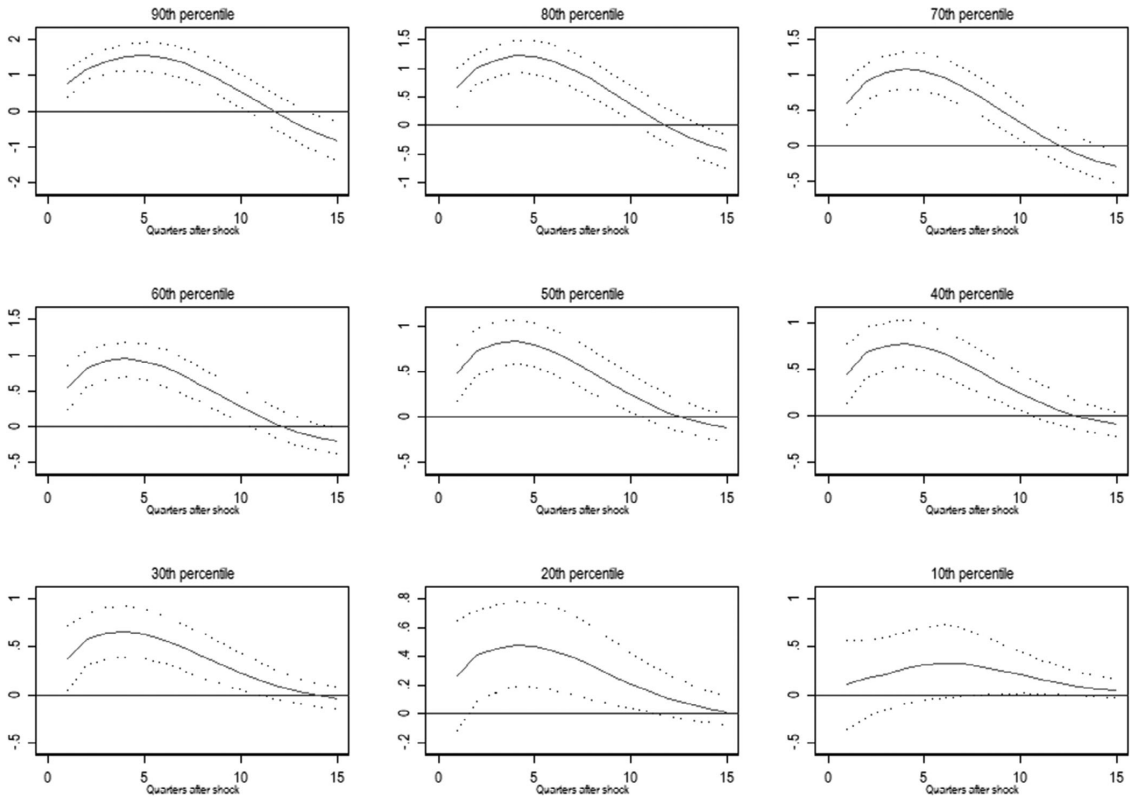 90th percentile
2
1
0
-1
-2
0 5 10 15
Quarters after shock
80th percentile
1.5
1
.5
0
-.5
-1
0 5 10 15
Quarters after shock
70th percentile
1.5
1
.5
0
-.5
0 5 10 15
Quarters after shock
60th percentile
1.5
1
.5
0
-.5
0 5 10 15
Quarters after shock
50th percentile
1
.5
0
-.5
0 5 10 15
Quarters after shock
40th percentile
1
.5
0
-.5
0 5 10 15
Quarters after shock
30th percentile
1
.5
0
-.5
0 5 10 15
Quarters after shock
20th percentile
.8
.6
.4
.2
0
-.2
0 5 10 15
Quarters after shock
10th percentile
1
.5
0
-.5
0 5 10 15
Quarters after shock